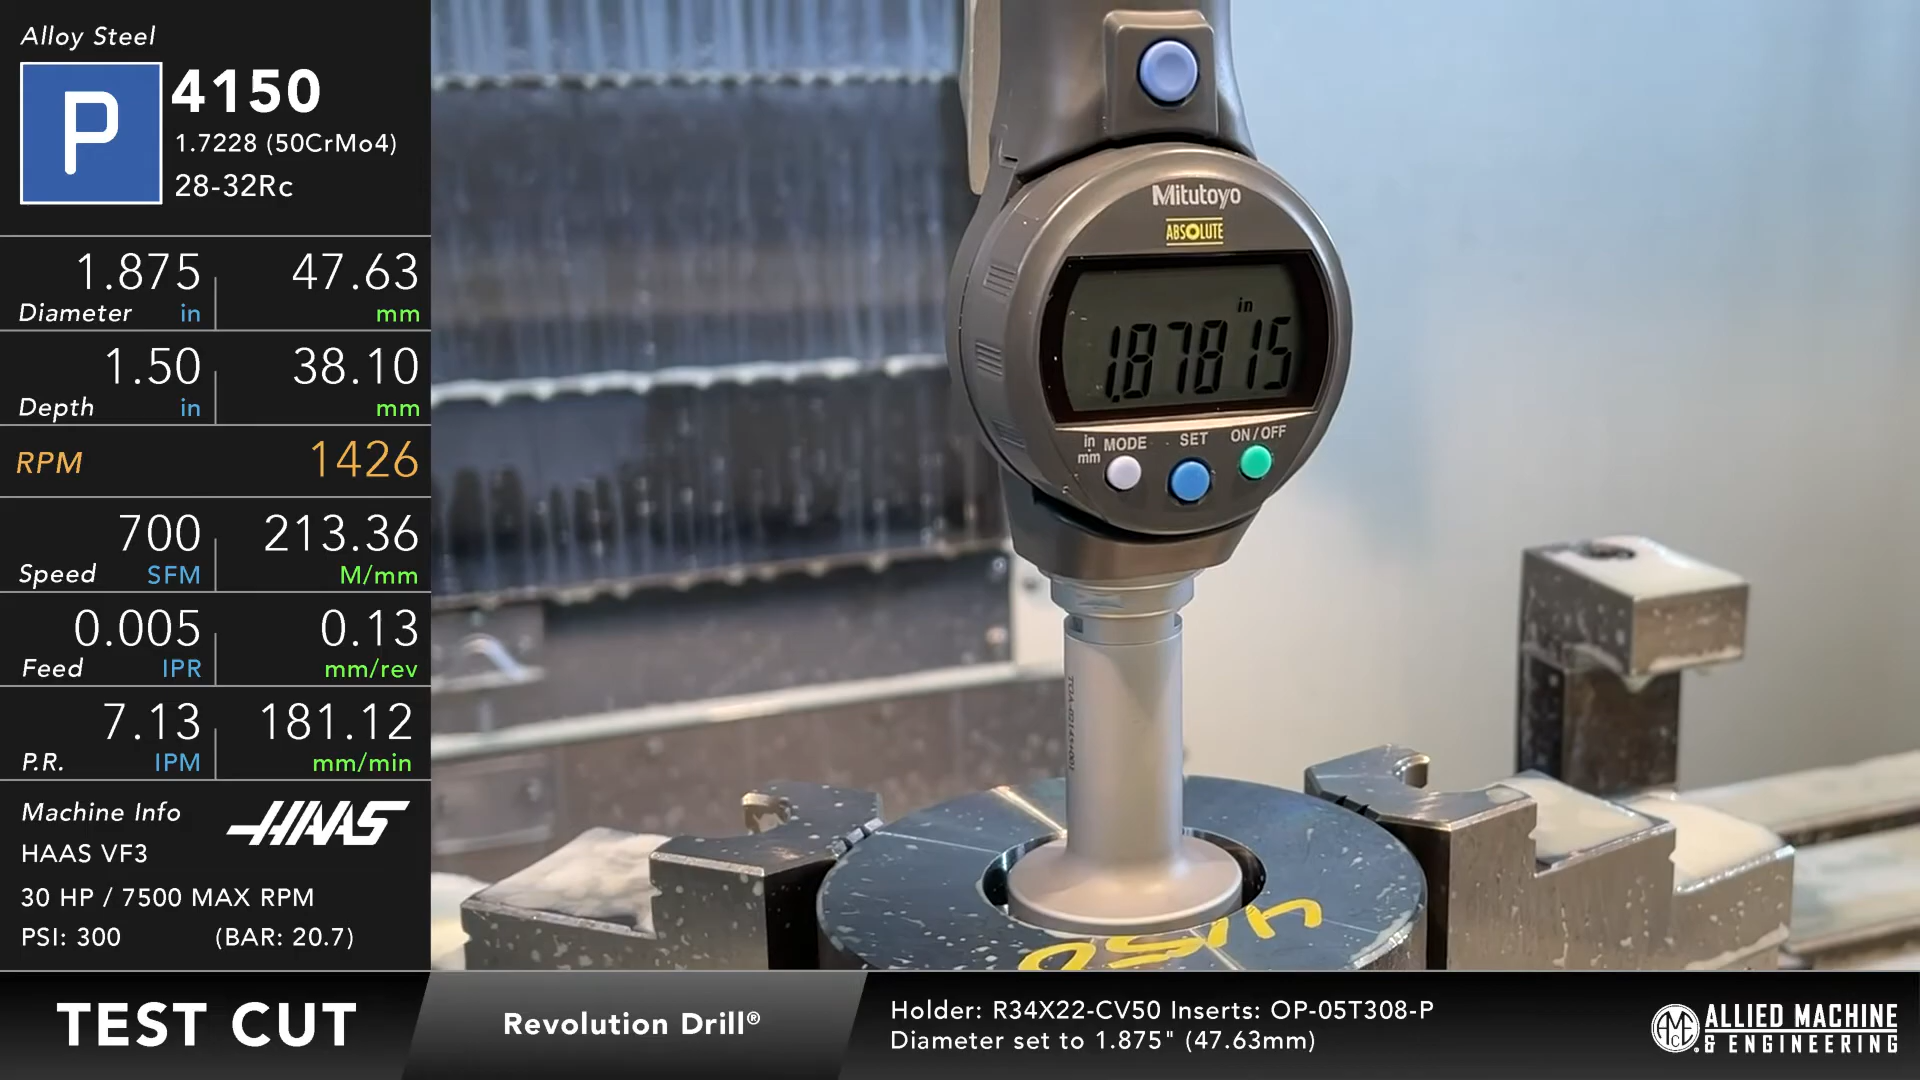 Alloy Steel
P
4150
1.7228 (50CrMo4)
28-32Rc
1.875 47.63
Diameter in mm
1.50 38.10
Depth in mm
RPM 1426
700 213.36
Speed SFM M/mm
0.005 0.13
Feed IPR mm/rev
7.13 181.12
P.R. IPM mm/min
Machine Info
HAAS
HAAS VF3
30 HP / 7500 MAX RPM
PSI: 300 (BAR: 20.7)
Mitutoyo
ABSOLUTE
in
1.87815
in
mm
MODE SET ON/OFF
4150
TEST CUT
Revolution Drill®
Holder: R34X22-CV50 Inserts: OP-05T308-P
Diameter set to 1.875" (47.63mm)
AMEC
ALLIED MACHINE
& ENGINEERING